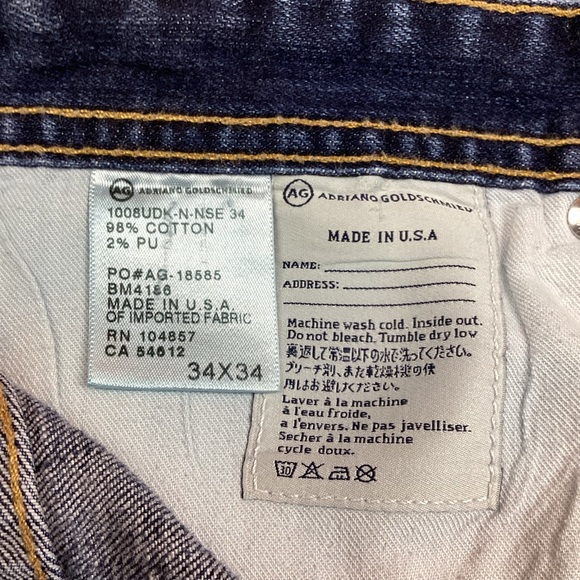 AG ADRIANO GOLDSCHMIED
1008UDK-N-NSE 34
98% COTTON
2% PU
PO#AG-18585
BM4186
MADE IN U.S.A.
OF IMPORTED FABRIC
RN 104857
CA 54612
34X34
AG ADRIANO GOLDSCHMIED
MADE IN U.S.A
NAME:
ADDRESS:
Machine wash cold. Inside out.
Do not bleach. Tumble dry low
裏返して常温以下の水で洗ってください。
ブリーチ剤、また乾燥機の使
用はお避けください。
Laver à la machine
à l'eau froide,
a l'envers. Ne pas javelliser.
Secher à la machine
cycle doux.
30